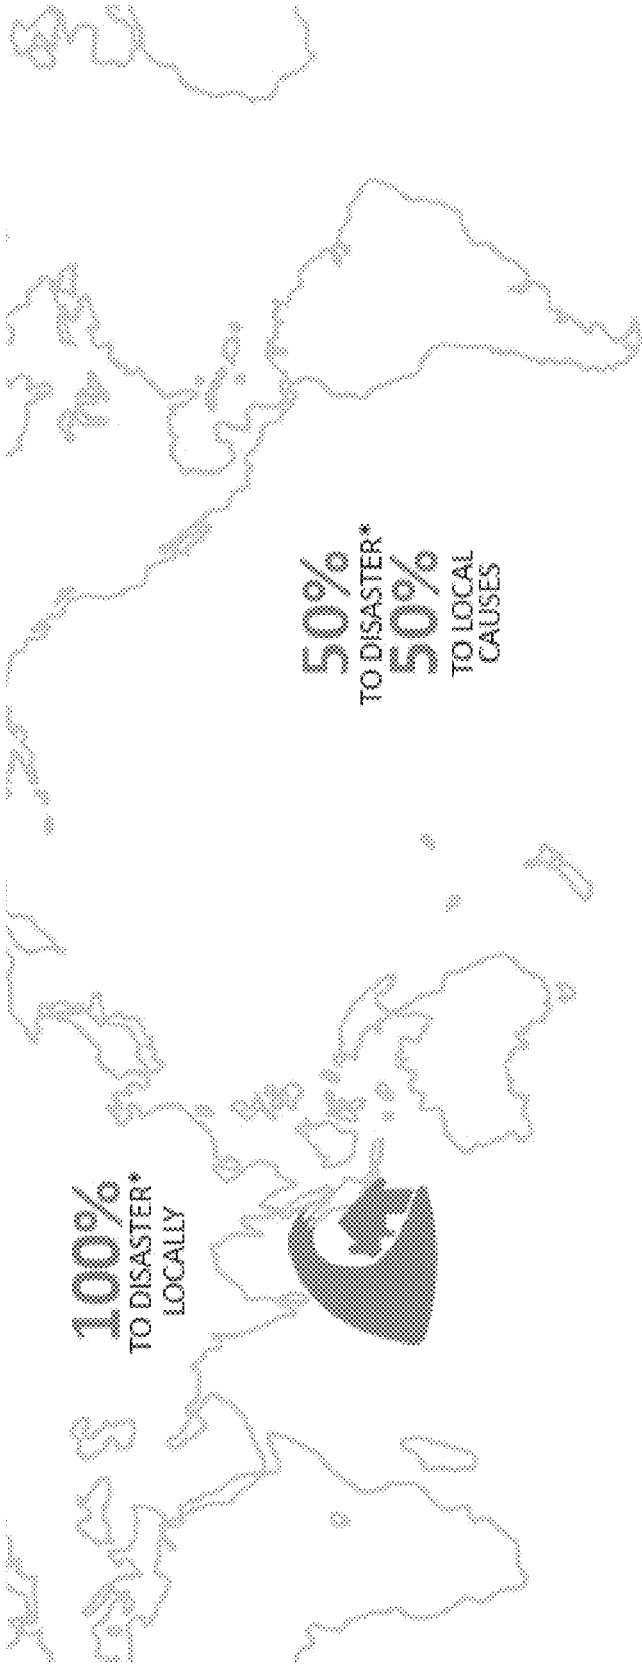 100%
TO DISASTER*
LOCALLY
50%
TO DISASTER*
50%
TO LOCAL
CAUSES